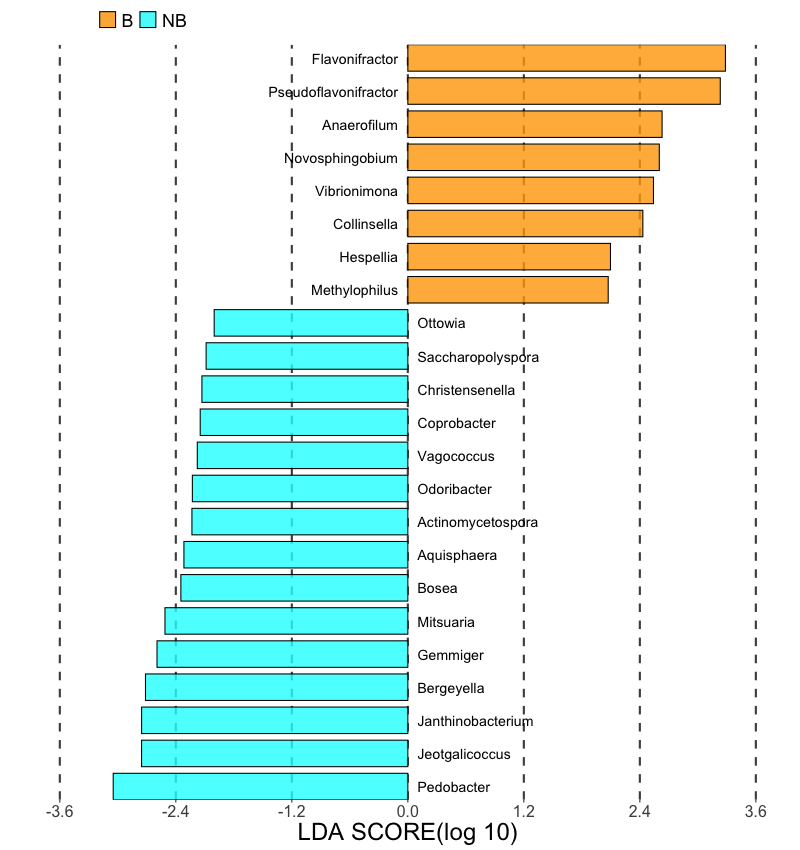 B NB
Flavonifractor
Pseudoflavonifractor
Anaerofilum
Novosphingobium
Vibrionimona
Collinsella
Hespellia
Methylophilus
Ottowia
Saccharopolyspora
Christensenella
Coprobacter
Vagococcus
Odoribacter
Actinomycetospora
Aquisphaera
Bosea
Mitsuaria
Gemmiger
Bergeyella
Janthinobacterium
Jeotgalicoccus
Pedobacter
-3.6 -2.4 -1.2 0.0 1.2 2.4 3.6
LDA SCORE(log 10)